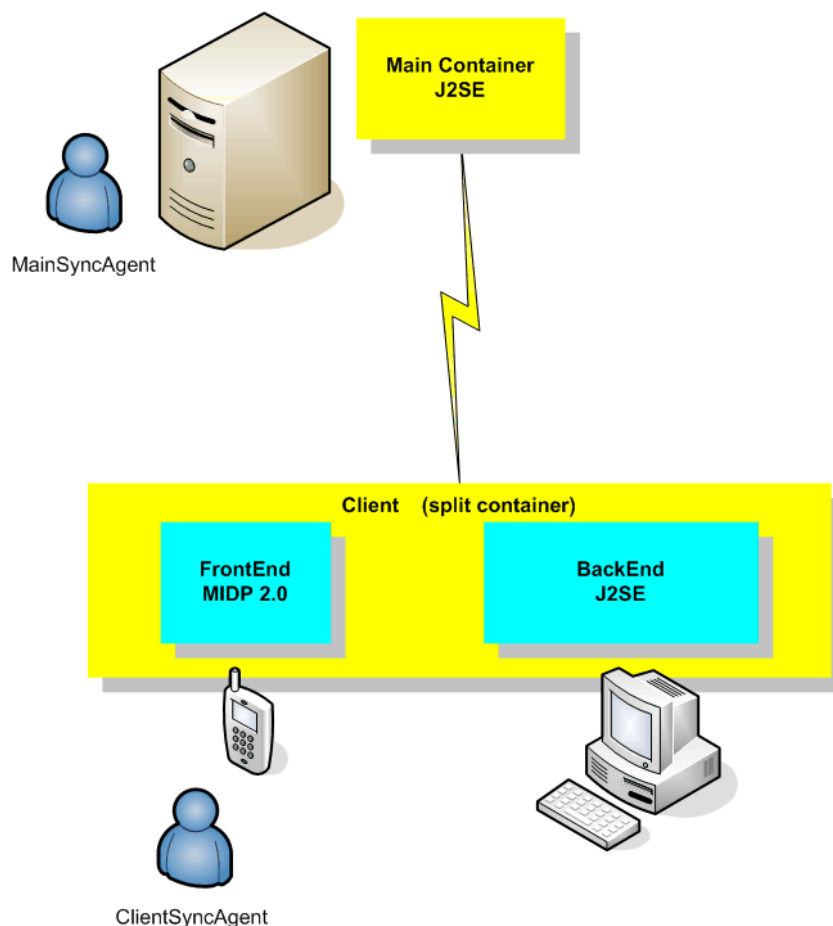 Main Container
J2SE
MainSyncAgent
Client (split container)
FrontEnd
MIDP 2.0
BackEnd
J2SE
ClientSyncAgent